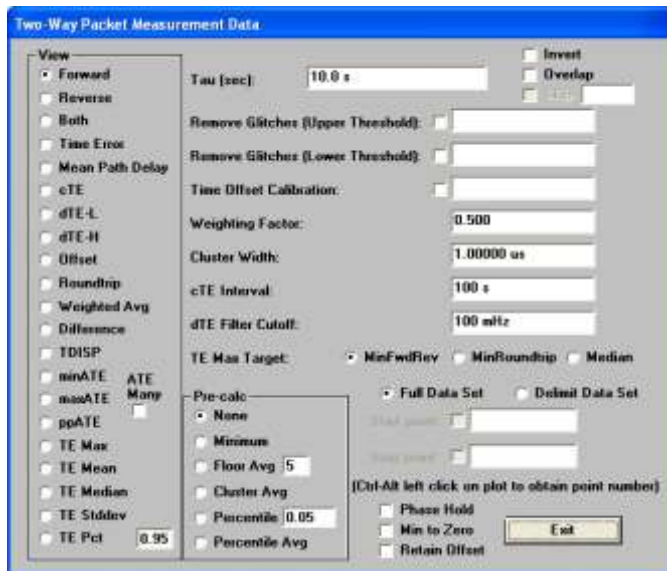 Two-Way Packet Measurement Data
View
Forward
Reverse
Both
Time Error
Mean Path Delay
cTE
dTE-L
dTE-H
Offset
Roundtrip
Weighted Avg
Difference
TDISP
minATE
maxATE
ppATE
ATE
Many
TE Max
TE Mean
TE Median
TE Stddev
TE Pct 0.95
Tau (sec): 10.0 s
Invert
Overlap
Remove Glitches (Upper Threshold):
Remove Glitches (Lower Threshold):
Time Offset Calibration:
Weighting Factor: 0.500
Cluster Width: 1.00000 us
cTE Interval: 100 s
dTE Filter Cutoff: 100 mHz
TE Max Target: MinFwdRev MinRoundtrip Median
Pre-calc
None
Minimum
Floor Avg 5
Cluster Avg
Percentile 0.05
Percentile Avg
Full Data Set Delimit Data Set
Start point:
(Ctrl-Alt left click on plot to obtain point number)
Phase Hold
Min to Zero
Retain Offset
Exit